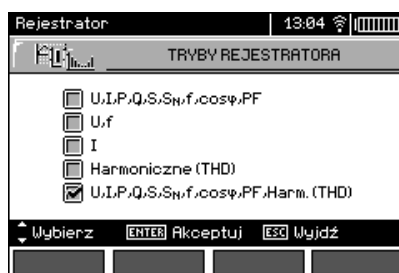 Rejestrator 13:04
TRYBY REJESTRATORA
U,I,P,Q,S,SN,f,cosφ,PF
U,f
I
Harmoniczne (THD)
U,I,P,Q,S,SN,f,cosφ,PF,Harm. (THD)
Wybierz ENTER Akceptuj ESC Wyjdź